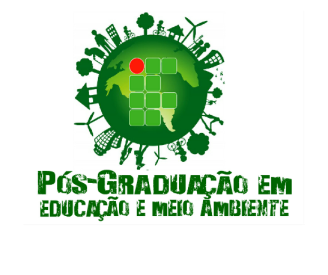 PÓS-GRADUAÇÃO EM
EDUCAÇÃO E MEIO AMBIENTE